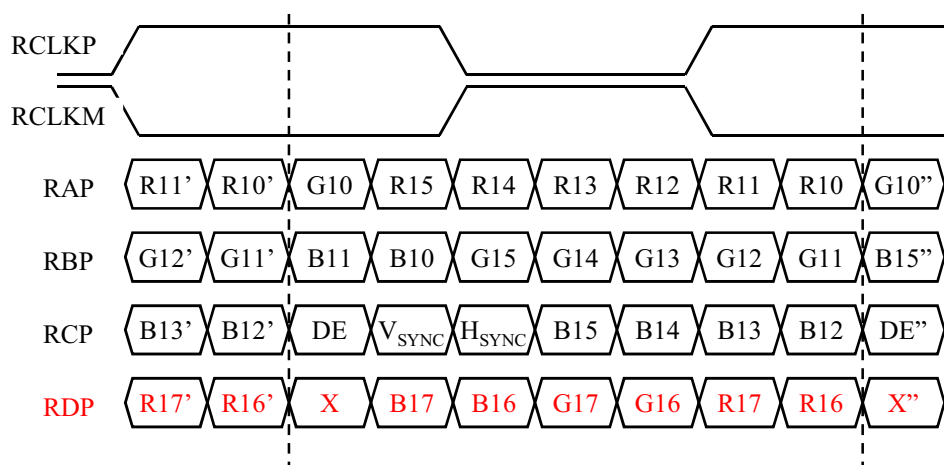 RCLKP
RCLKM
RAP R11’ R10’ G10 R15 R14 R13 R12 R11 R10 G10”
RBP G12’ G11’ B11 B10 G15 G14 G13 G12 G11 B15”
RCP B13’ B12’ DE VSYNC HSYNC B15 B14 B13 B12 DE”
RDP R17’ R16’ X B17 B16 G17 G16 R17 R16 X”